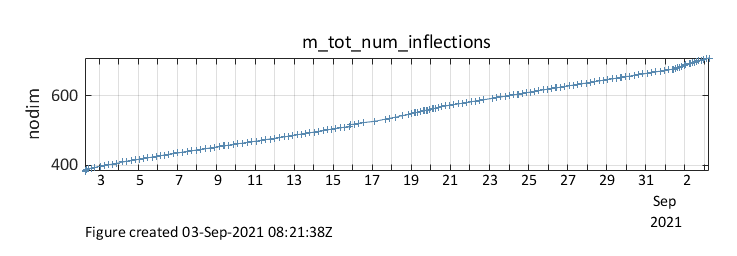 m_tot_num_inflections
nodim
600
400
3 5 7 9 11 13 15 17 19 21 23 25 27 29 31 2
Sep
2021
Figure created 03-Sep-2021 08:21:38Z